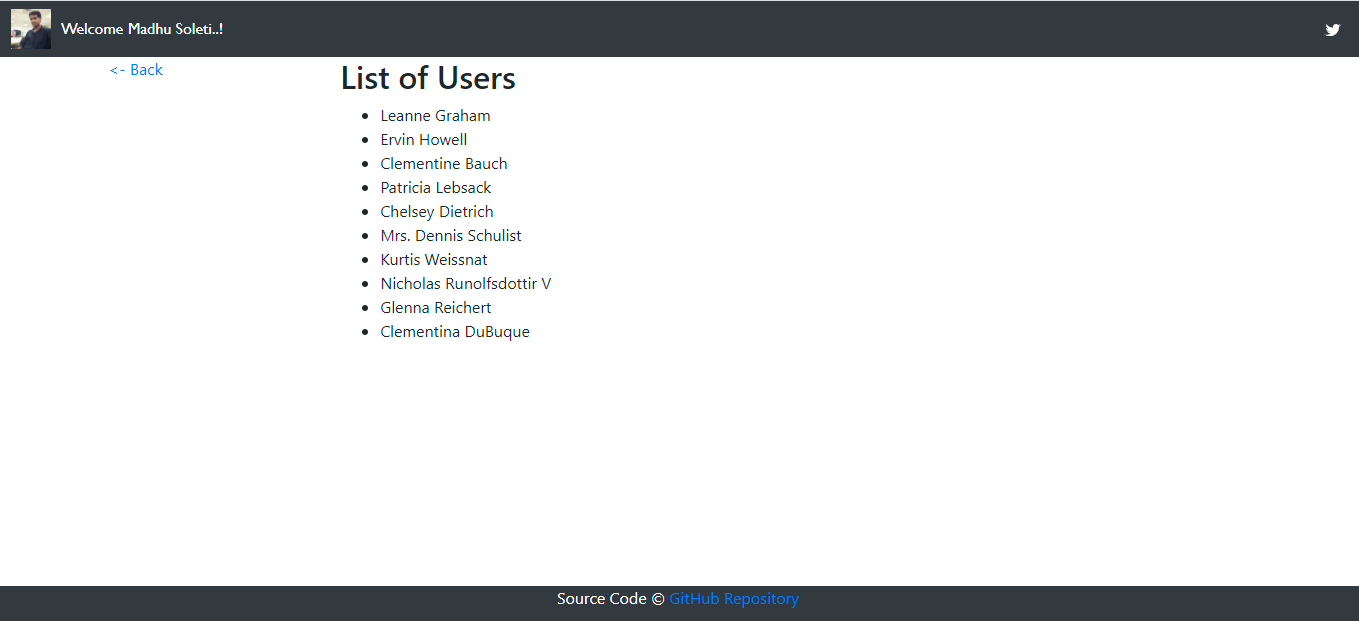 Welcome Madhu Soleti..!
<- Back
List of Users
Leanne Graham
Ervin Howell
Clementine Bauch
Patricia Lebsack
Chelsey Dietrich
Mrs. Dennis Schulist
Kurtis Weissnat
Nicholas Runolfsdottir V
Glenna Reichert
Clementina DuBuque
Source Code © GitHub Repository